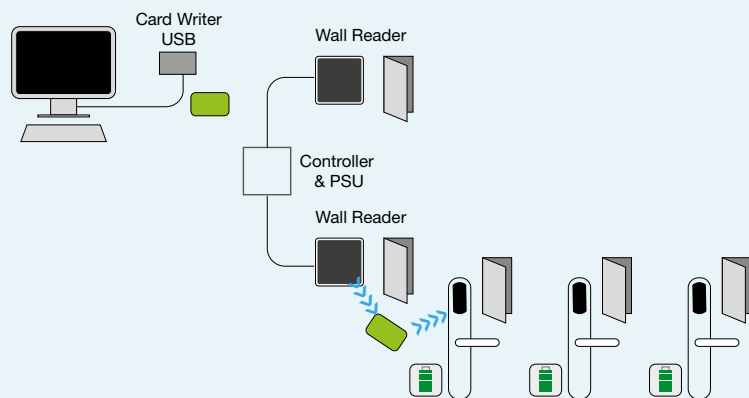 Card Writer
USB
Wall Reader
Controller
& PSU
Wall Reader